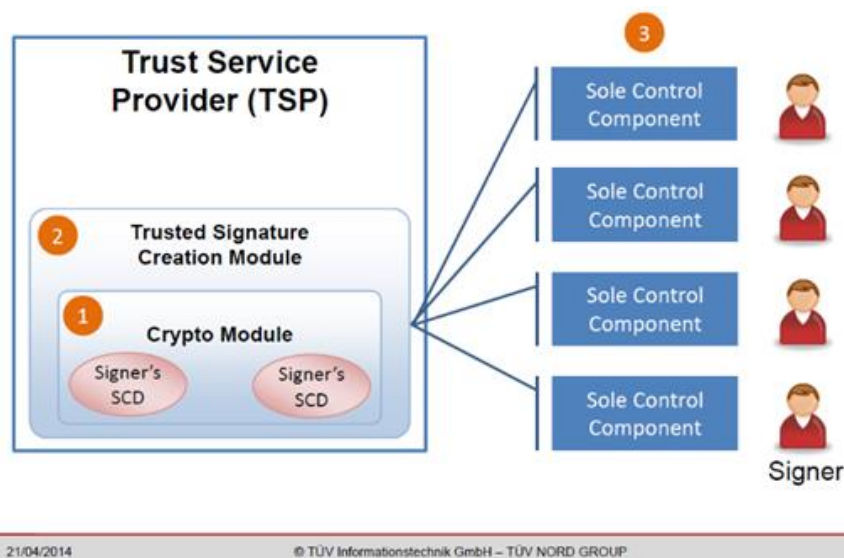 3
Trust Service
Provider (TSP)
Sole Control
Component
Sole Control
Component
2
Trusted Signature
Creation Module
1
Crypto Module
Signer's
SCD
Signer's
SCD
Sole Control
Component
Sole Control
Component
Signer
21/04/2014
© TÜV Informationstechnik GmbH – TÜV NORD GROUP